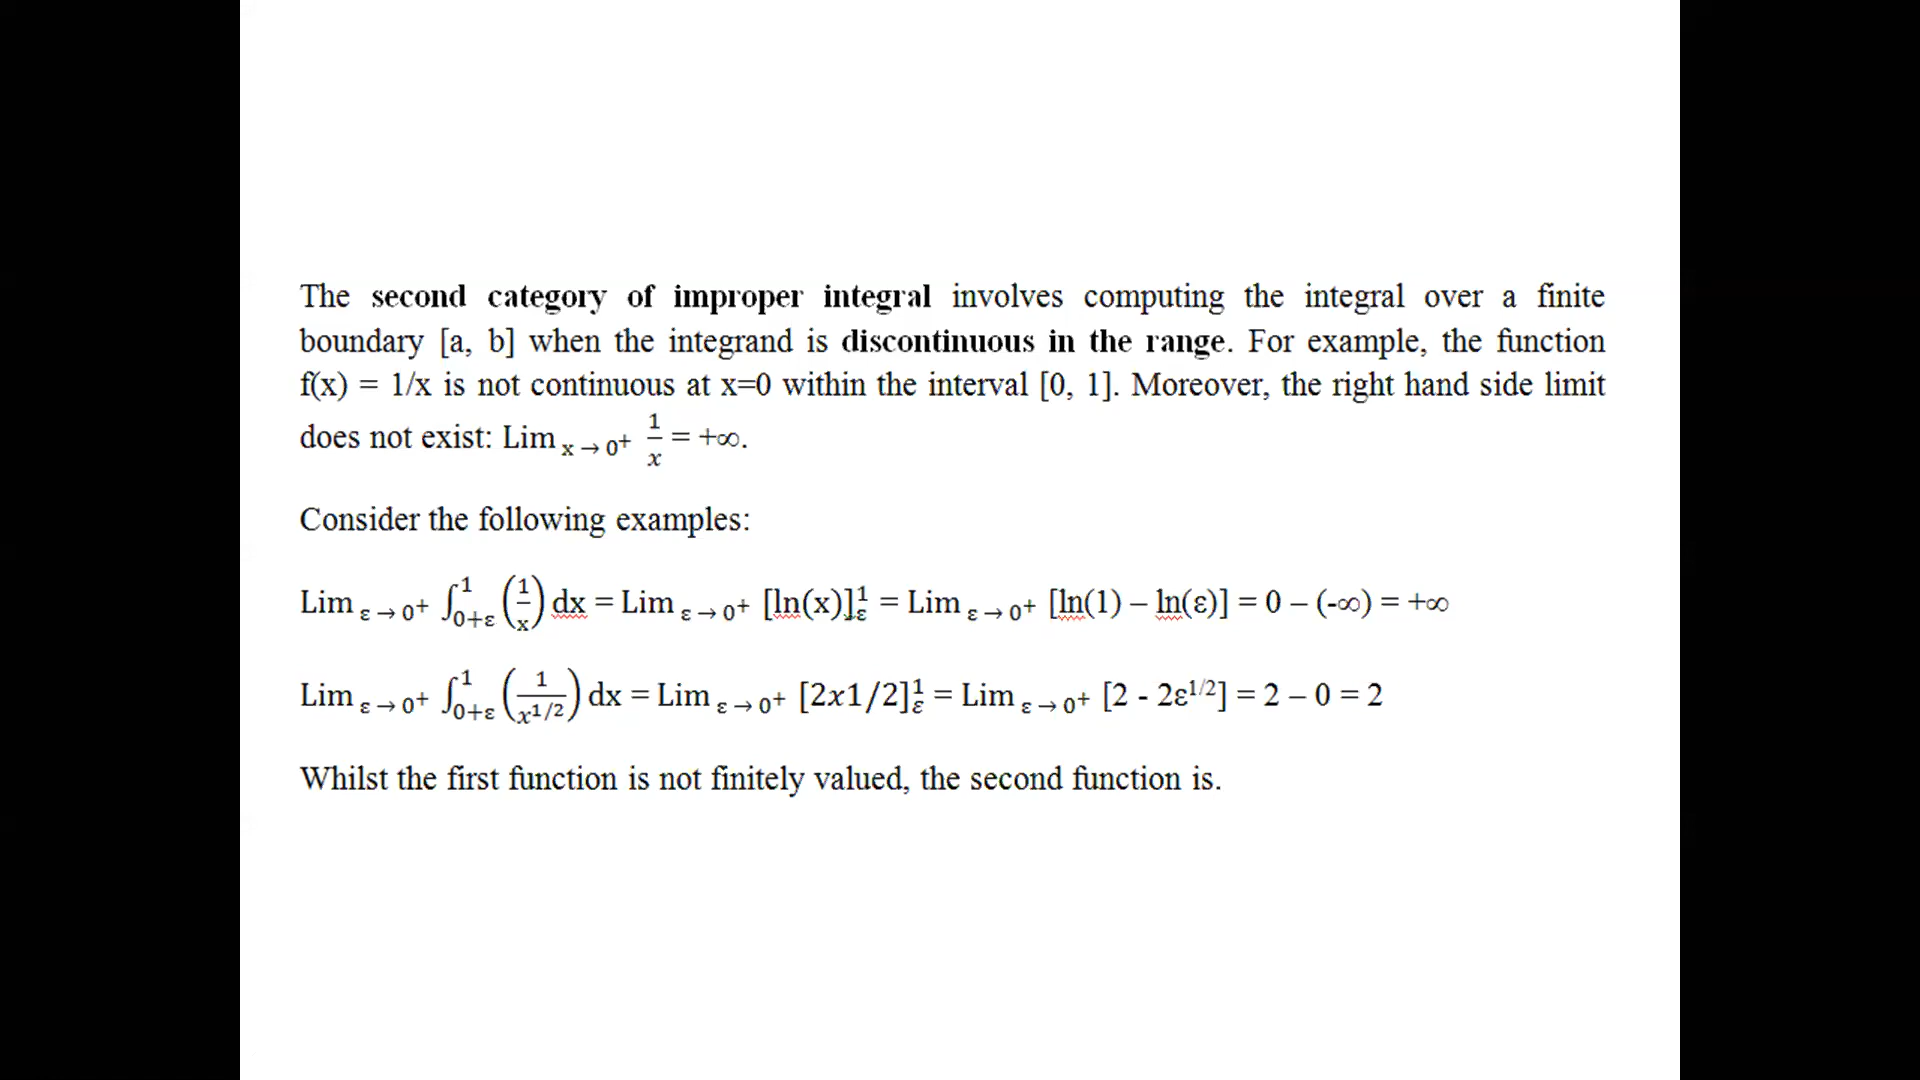 The second category of improper integral involves computing the integral over a finite
boundary [a, b] when the integrand is discontinuous in the range. For example, the function
f(x) = 1/x is not continuous at x=0 within the interval [0, 1]. Moreover, the right hand side limit
does not exist: Lim x → 0⁺ 1/x = +∞.
Consider the following examples:
Lim ε → 0⁺ ∫₀₊ε¹ (1/x) dx = Lim ε → 0⁺ [ln(x)]ε¹ = Lim ε → 0⁺ [ln(1) – ln(ε)] = 0 – (-∞) = +∞
Lim ε → 0⁺ ∫₀₊ε¹ (1/x^1/2) dx = Lim ε → 0⁺ [2x1/2]ε¹ = Lim ε → 0⁺ [2 - 2ε^1/2] = 2 – 0 = 2
Whilst the first function is not finitely valued, the second function is.